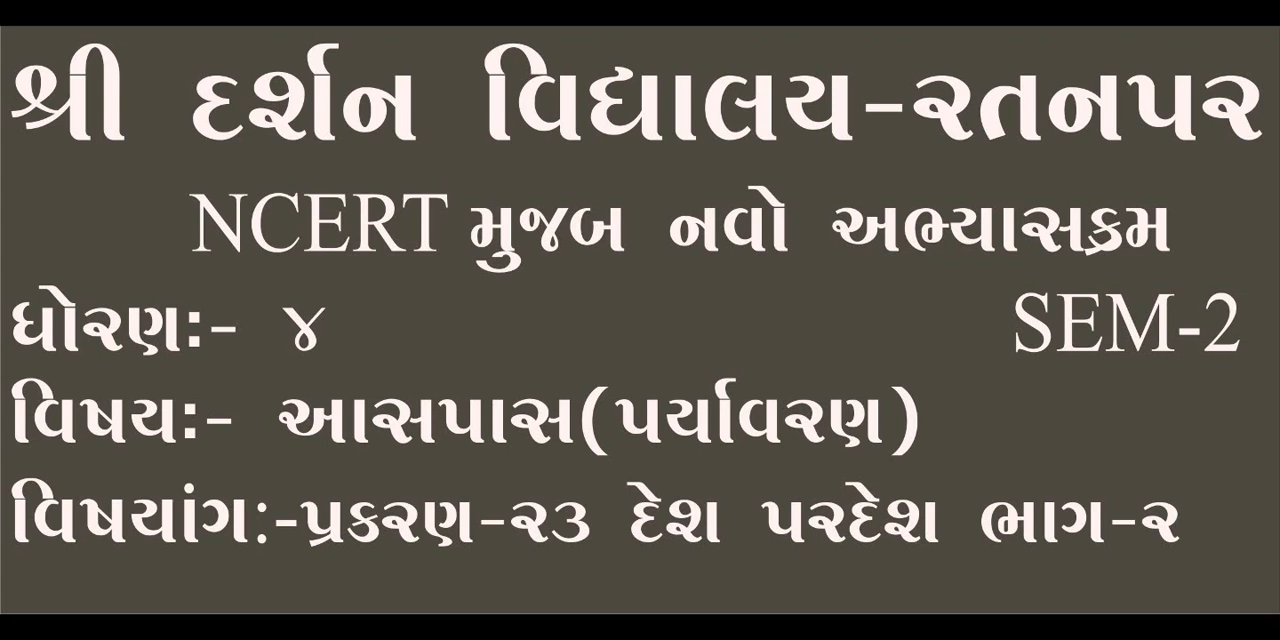 શ્રી દર્શન વિદ્યાલય-રતનપર
NCERT મુજબ નવો અભ્યાસક્રમ
ધોરણઃ- ૪ SEM-2
વિષયઃ- આસપાસ(પર્યાવરણ)
વિષયાંગ:-પ્રકરણ-૨૩ દેશ પરદેશ ભાગ-૨